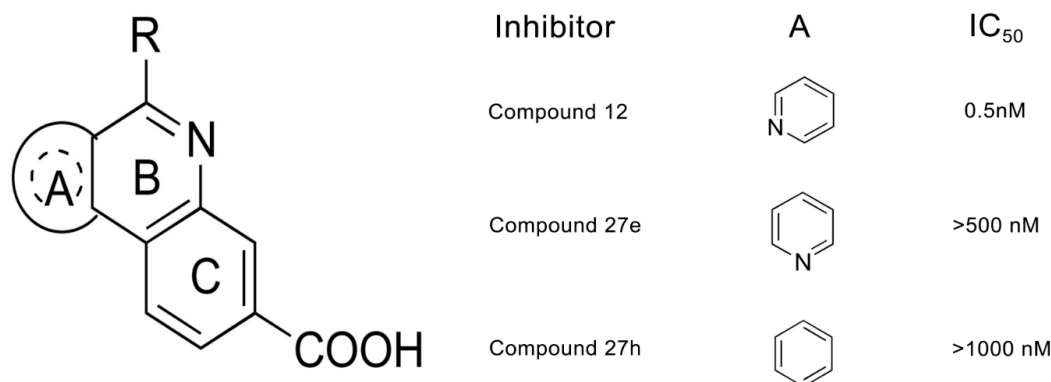 R
N
A
B
C
COOH
Inhibitor A IC₅₀
Compound 12 N 0.5nM
Compound 27e N >500 nM
Compound 27h >1000 nM